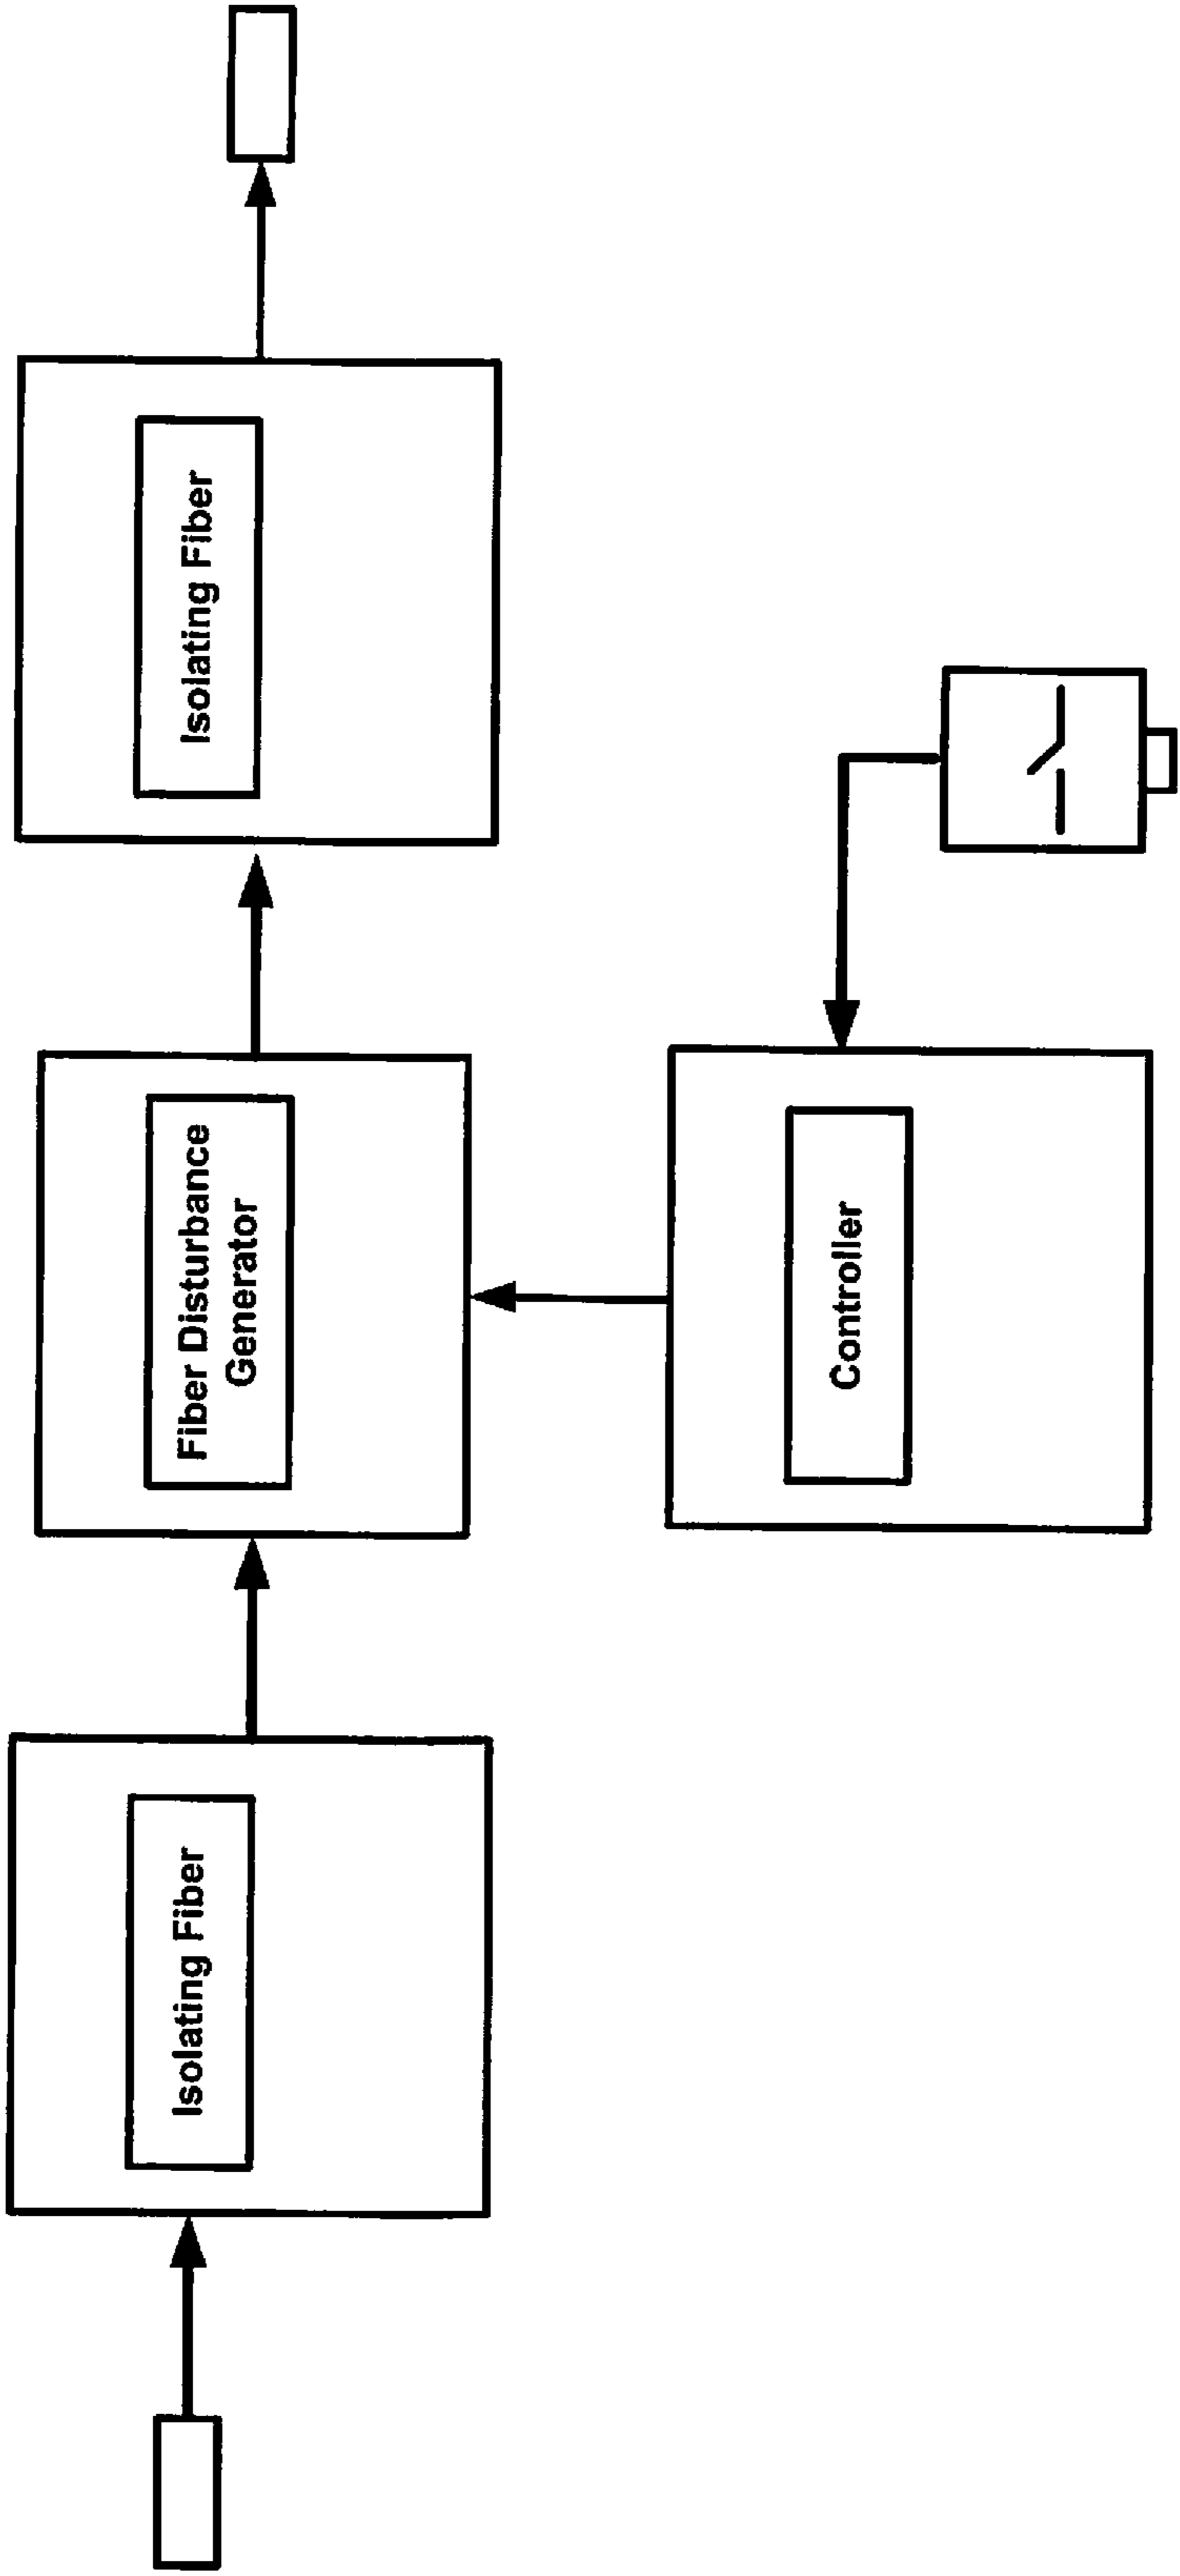 Isolating Fiber
Fiber Disturbance
Generator
Isolating Fiber
Controller